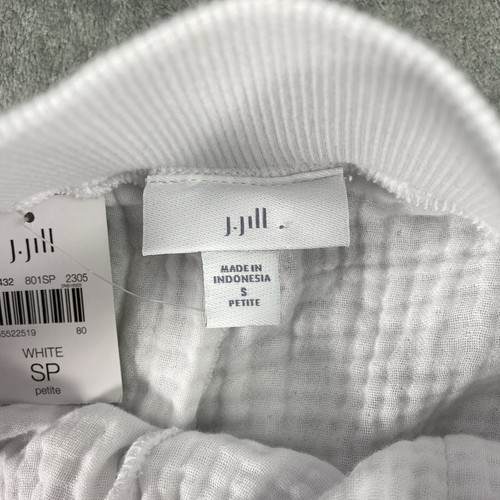 J.Jill
MADE IN
INDONESIA
S
PETITE
J.Jill
432 801SP 2305
5522519 80
WHITE
SP
petite